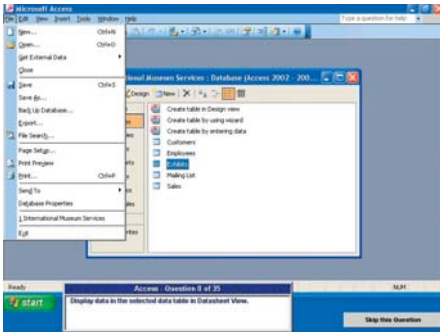 Microsoft Access
File Edit View Insert Tools Window Help
Type a question for help
New... Ctrl+N
Open... Ctrl+O
Get External Data
Close
Save Ctrl+S
Save As...
Back Up Database...
Export...
File Search...
Page Setup...
Print Preview
Print... Ctrl+P
Send To
Database Properties
1 International Museum Services
Exit
Museum Services : Database (Access 2002 - 200...
Design New
Create table in Design view
Create table by using wizard
Create table by entering data
Customers
Employees
Exhibits
Mailing List
Sales
Ready
NUM
start
Access - Question 8 of 35
Display data in the selected data table in Datasheet View.
Skip this Question